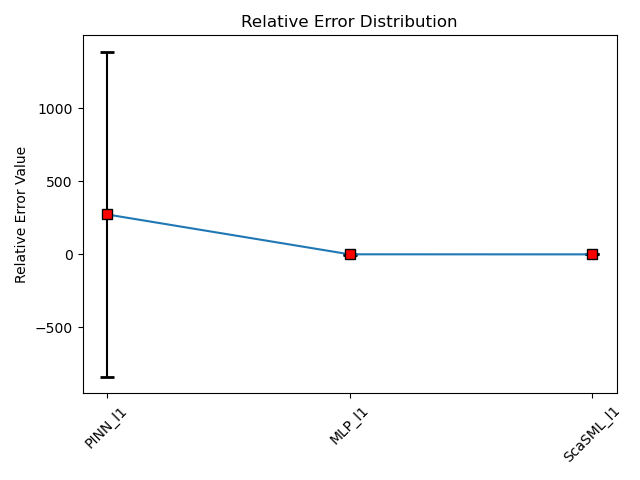 Relative Error Distribution
Relative Error Value
1000
500
0
−500
PINN_l1
MLP_l1
ScaSML_l1